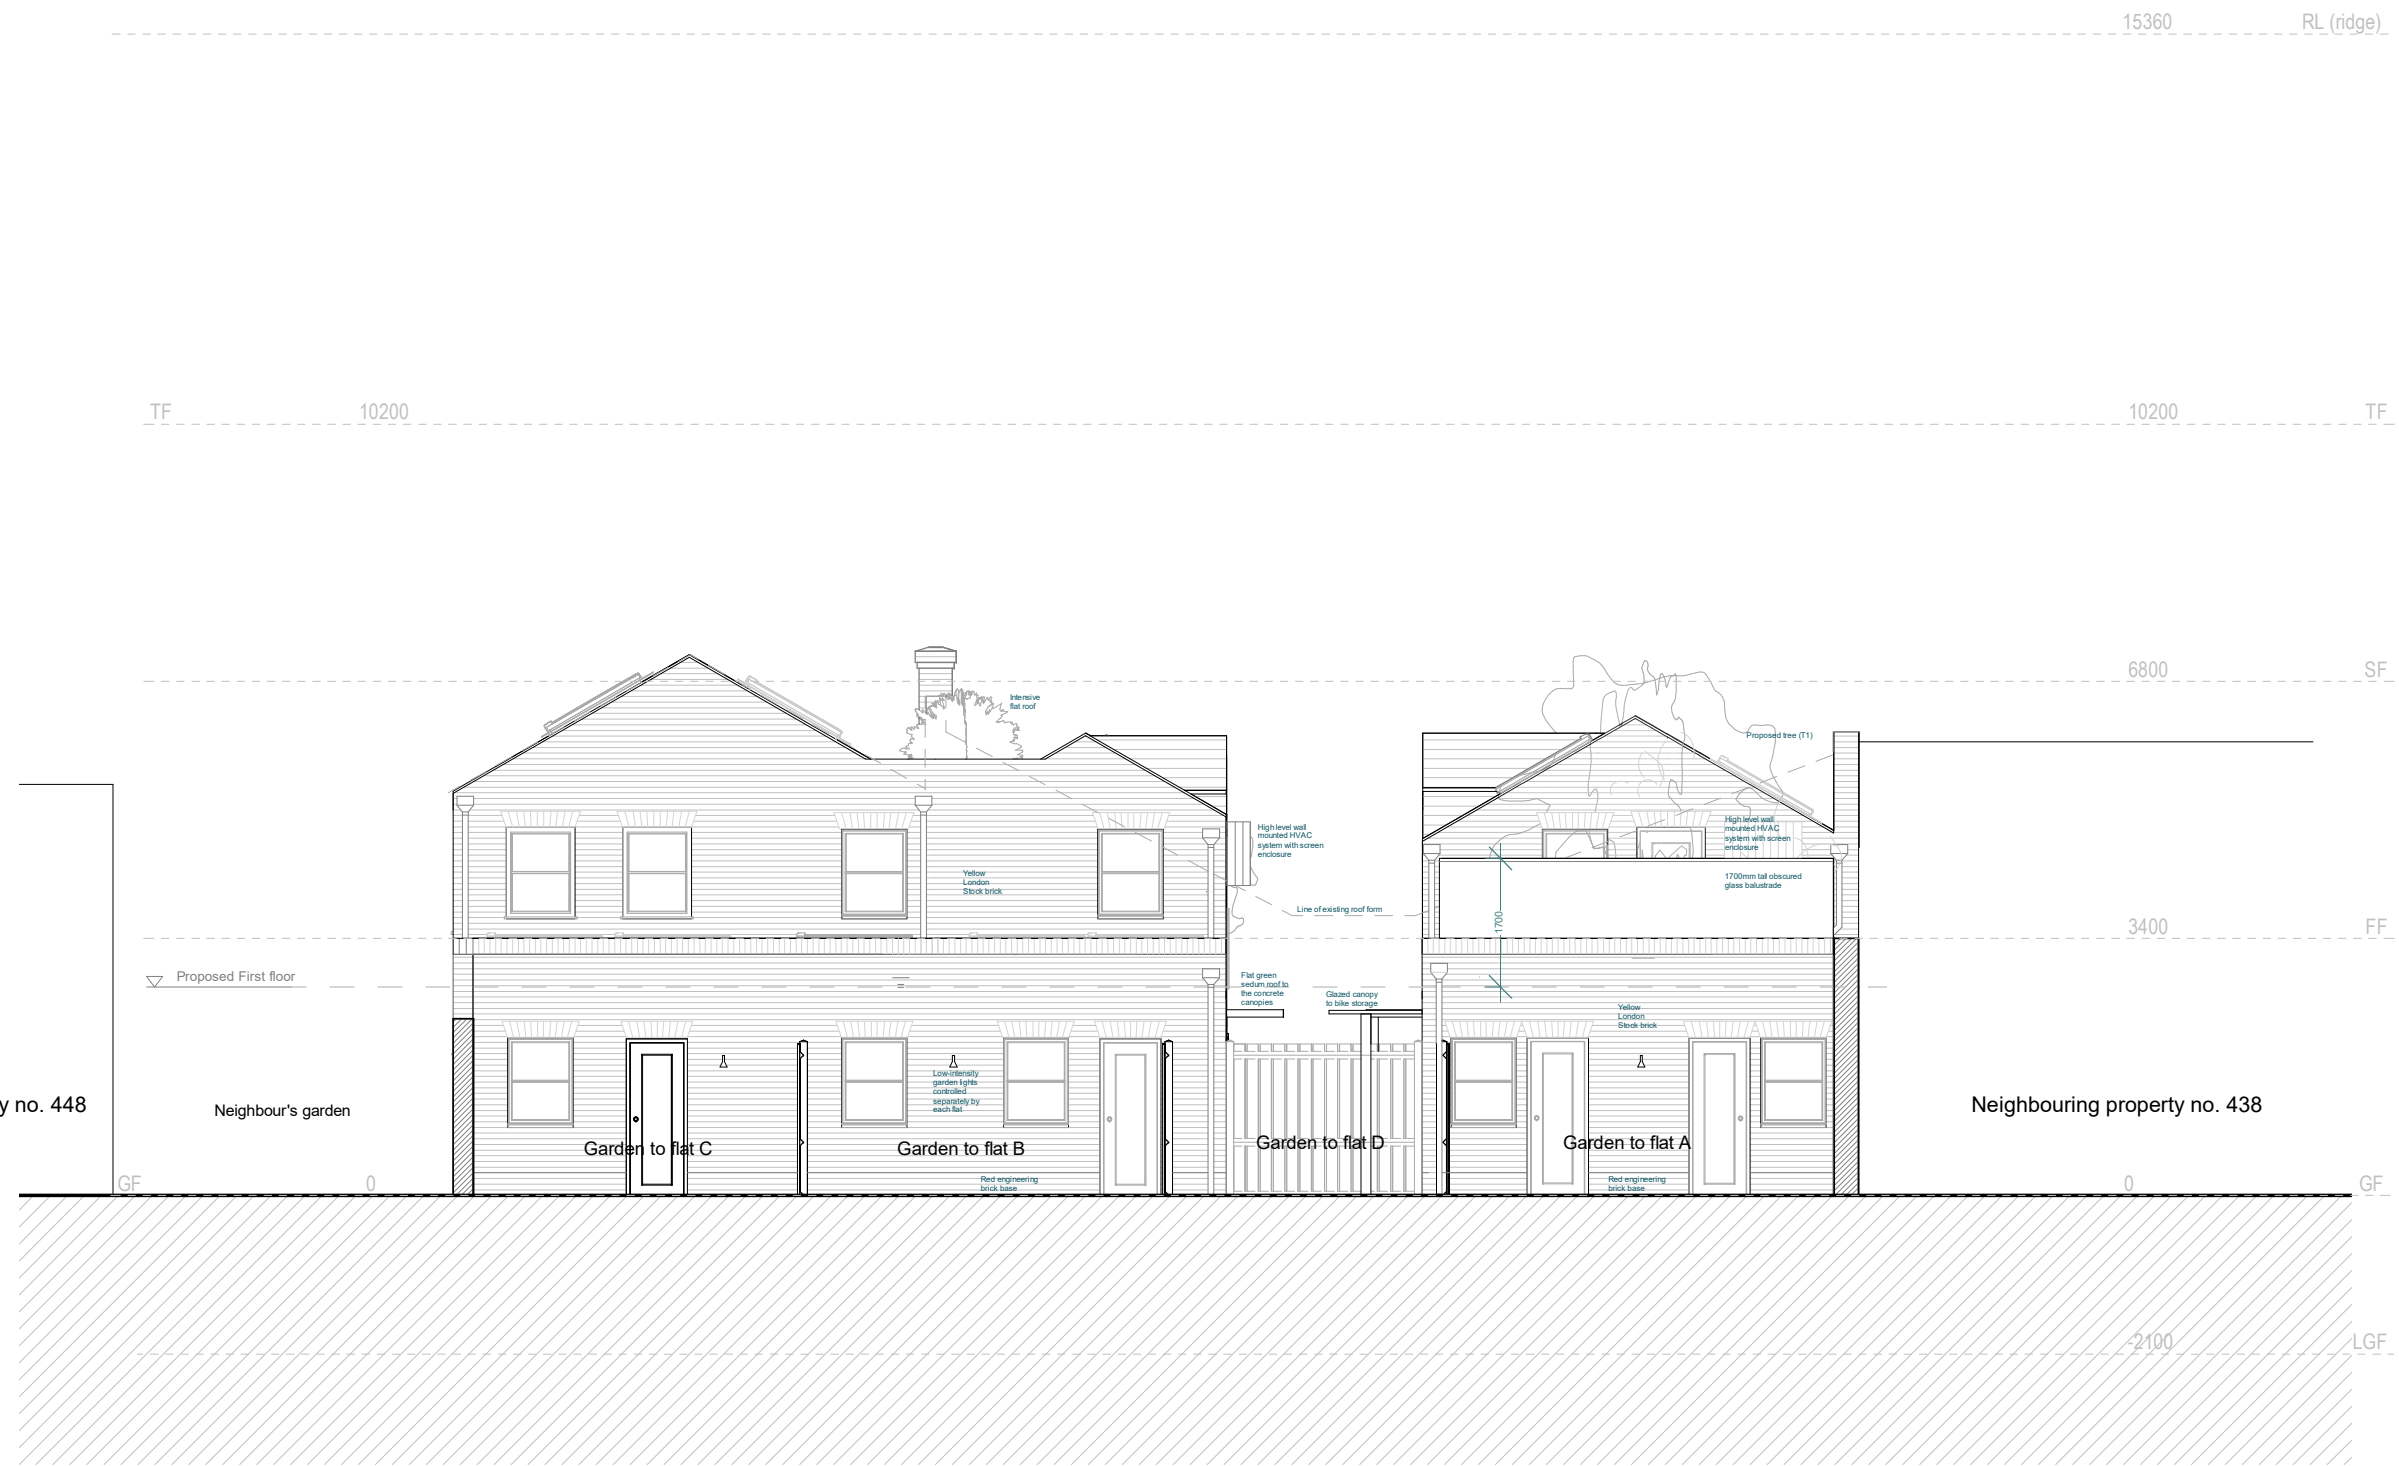 15360 RL (ridge)
TF 10200 10200 TF
6800 SF
Intensive
flat roof
Proposed tree (T1)
High level wall
mounted HVAC
system with screen
enclosure
High level wall
mounted HVAC
system with screen
enclosure
Yellow
London
Stock brick
1700mm tall obscured
glass balustrade
Line of existing roof form
1700
3400 FF
Proposed First floor
Flat green
sedum roof to
the concrete
canopies
Glazed canopy
to bike storage
Yellow
London
Stock brick
Low-intensity
garden lights
controlled
separately by
each flat
y no. 448
Neighbour's garden
Neighbouring property no. 438
Garden to flat C
Garden to flat B
Garden to flat D
Garden to flat A
Red engineering
brick base
Red engineering
brick base
GF 0 0 GF
-2100 LGF